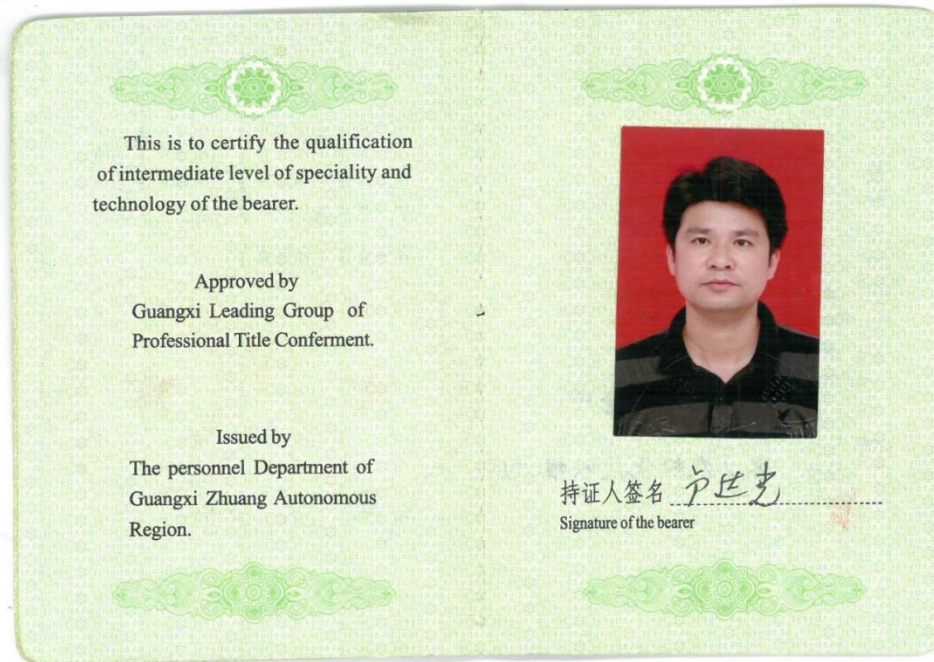 This is to certify the qualification
of intermediate level of speciality and
technology of the bearer.
Approved by
Guangxi Leading Group of
Professional Title Conferment.
Issued by
The personnel Department of
Guangxi Zhuang Autonomous
Region.
持证人签名
Signature of the bearer